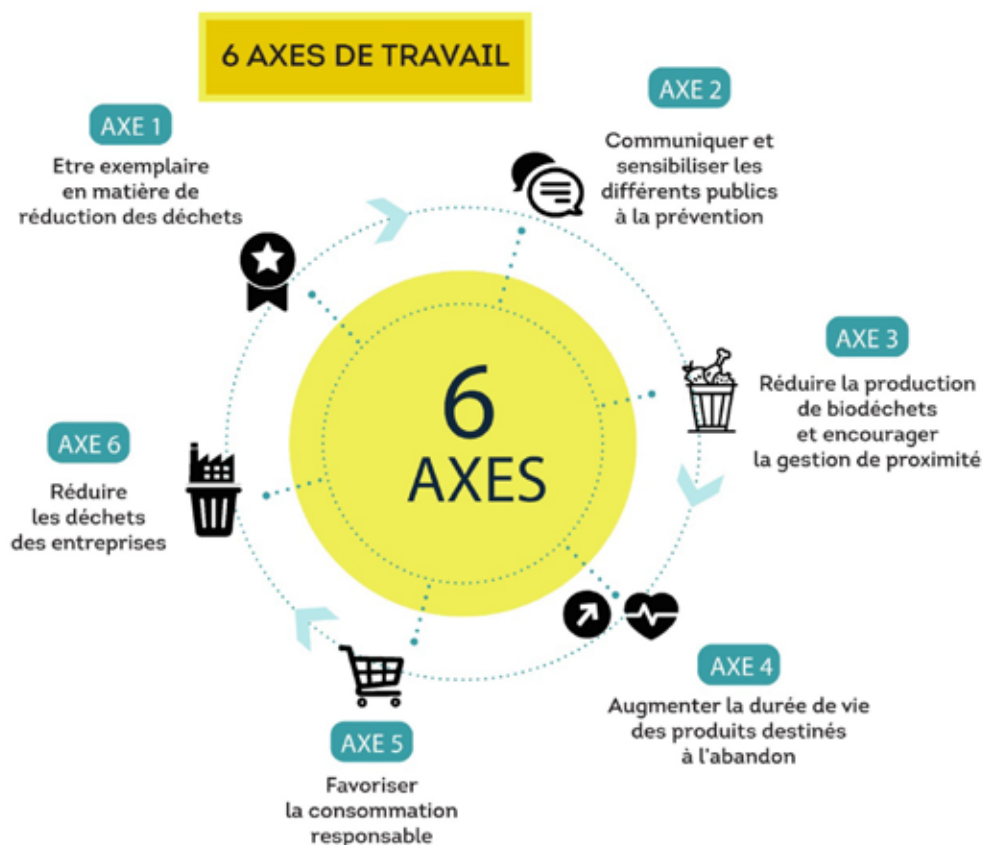 6 AXES DE TRAVAIL
AXE 1
Etre exemplaire
en matière de
réduction des déchets
AXE 2
Communiquer et
sensibiliser les
différents publics
à la prévention
AXE 3
Réduire la production
de biodéchets
et encourager
la gestion de proximité
AXE 4
Augmenter la durée de vie
des produits destinés
à l'abandon
AXE 5
Favoriser
la consommation
responsable
AXE 6
Réduire
les déchets
des entreprises
6
AXES